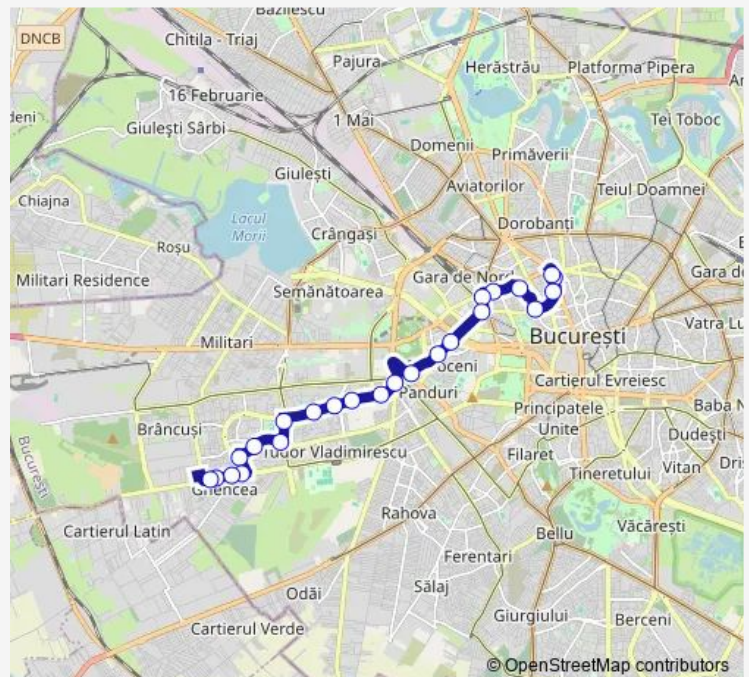 Băzilescu
DNCB
Chitila - Triaj
Pajura
Herăstrău
Platforma Pipera
16 Februarie
1 Mai
Tei Toboc
Giulești Sârbi
Domenii
Primăverii
Giulești
Aviatorilor
Teiul Doamnei
Chiajna
Lacul
Morii
Crângași
Dorobanți
Roșu
Militari Residence
Semănătoarea
Gara de Nord
Gara de
Vatra Lu
Militari
București
Cartierul Evreiesc
Panduri
Baba N
Brâncuși
Principatele
Unite
Dudești
București
Tudor Vladimirescu
Filaret
Vitan
Tineretului
Ghencea
Rahova
Văcărești
Cartierul Latin
Bellu
Ferentari
Odăi
Sălaj
Giurgiului
Berceni
Cartierul Verde
© OpenStreetMap contributors